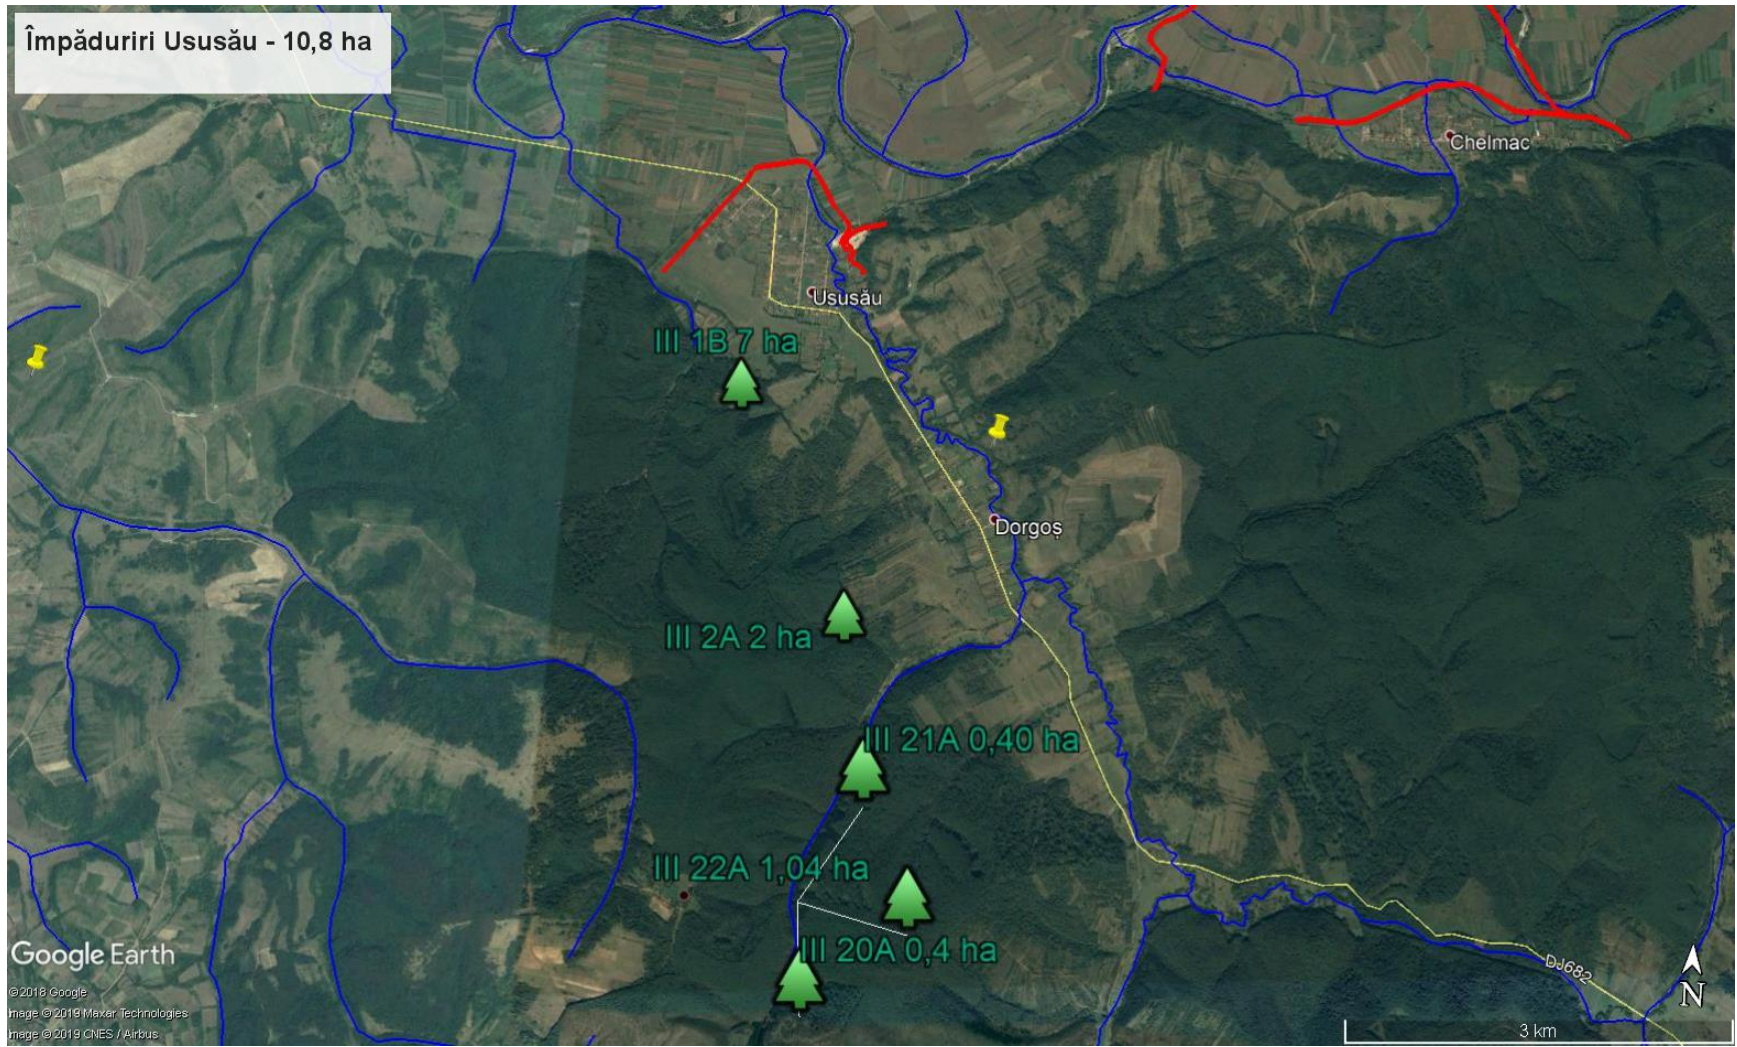 Împăduriri Ususău - 10,8 ha
Chelmac
Ususău
III 1B 7 ha
Dorgoș
III 2A 2 ha
III 21A 0,40 ha
III 22A 1,04 ha
III 20A 0,4 ha
DJ682
Google Earth
©2018 Google
Image © 2019 Maxar Technologies
Image © 2019 CNES / Airbus
N
3 km